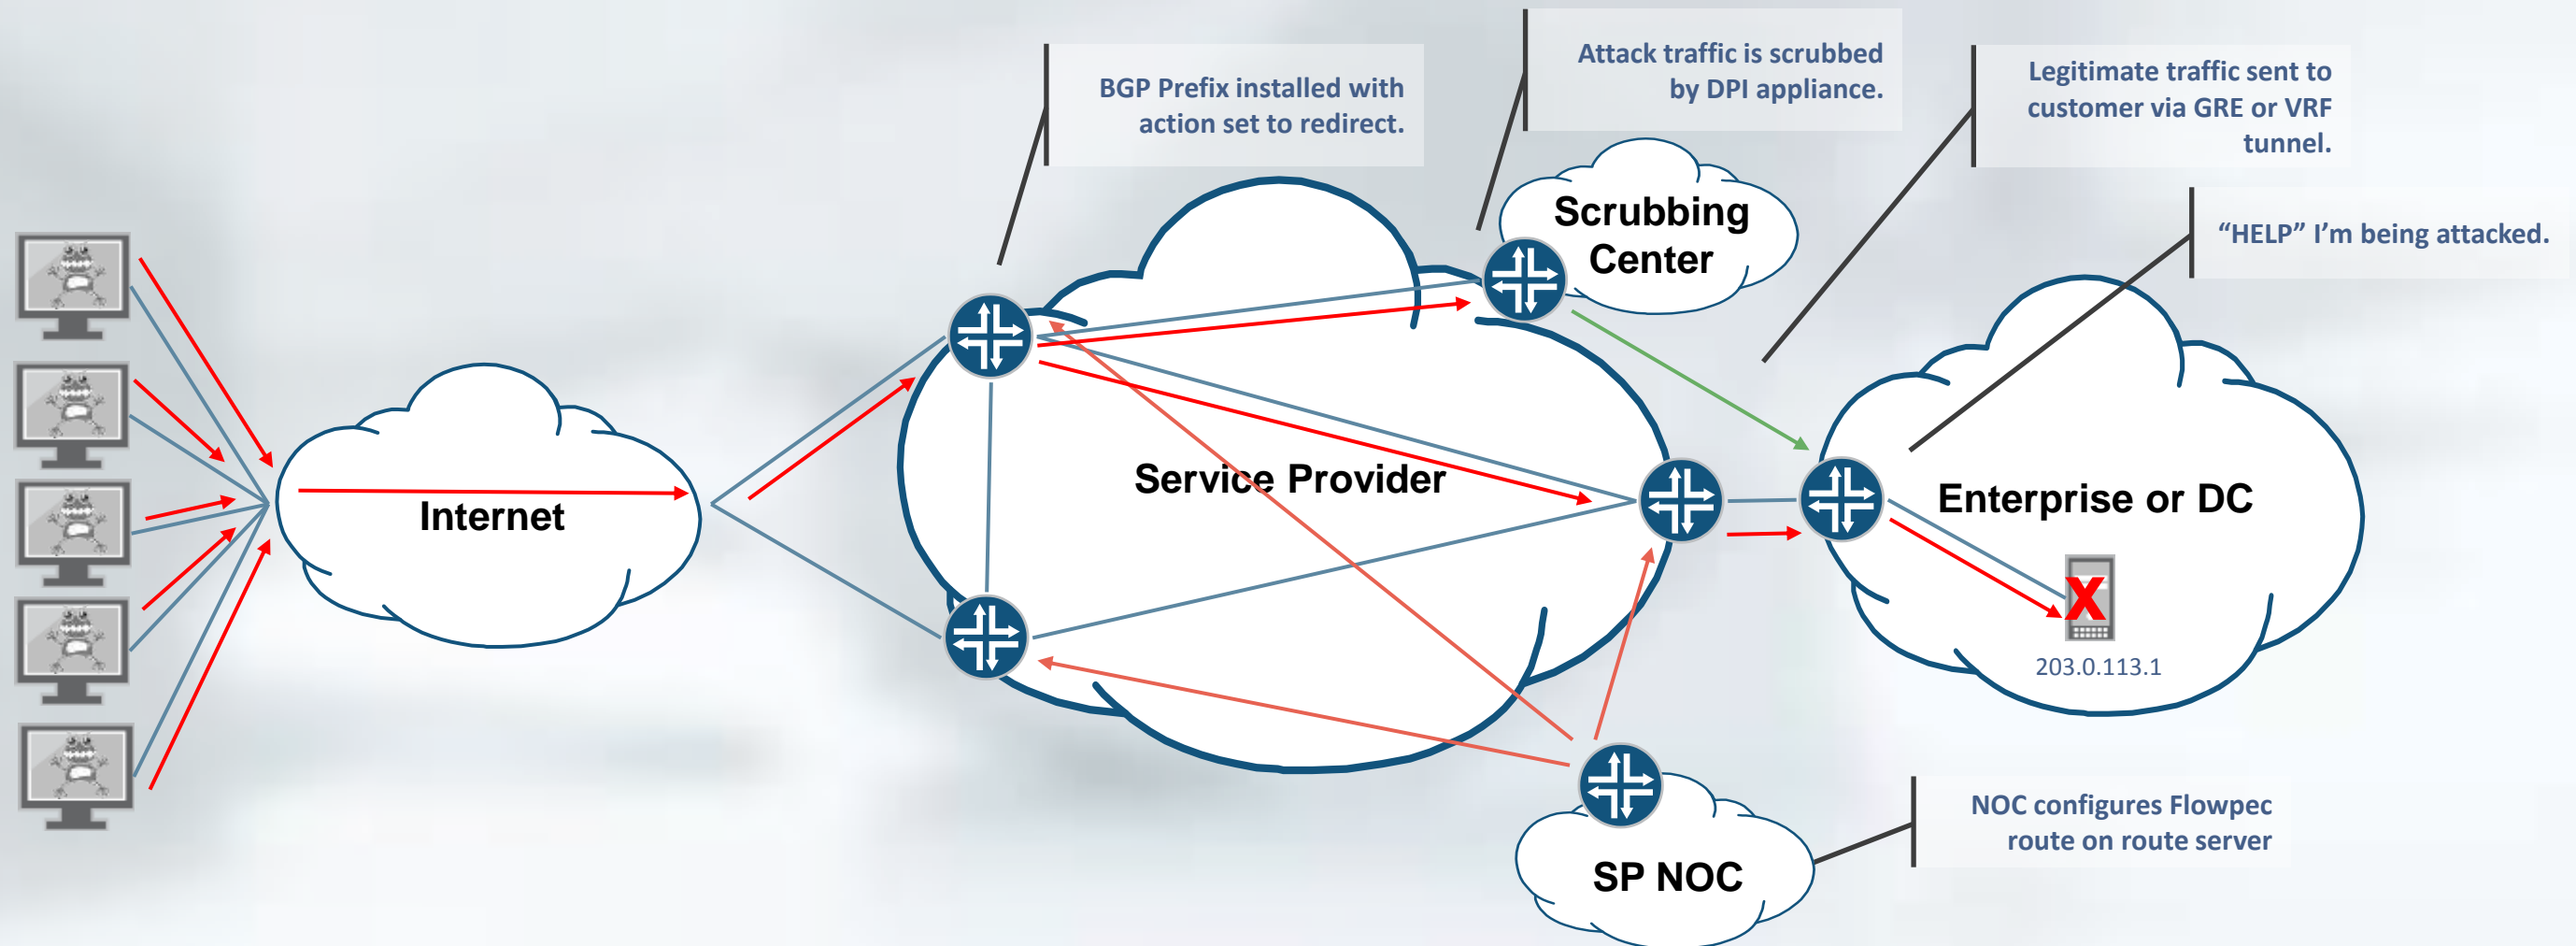 BGP Prefix installed with
action set to redirect.
Attack traffic is scrubbed
by DPI appliance.
Legitimate traffic sent to
customer via GRE or VRF
tunnel.
“HELP” I’m being attacked.
Scrubbing
Center
Internet
Service Provider
Enterprise or DC
X
203.0.113.1
SP NOC
NOC configures Flowpec
route on route server